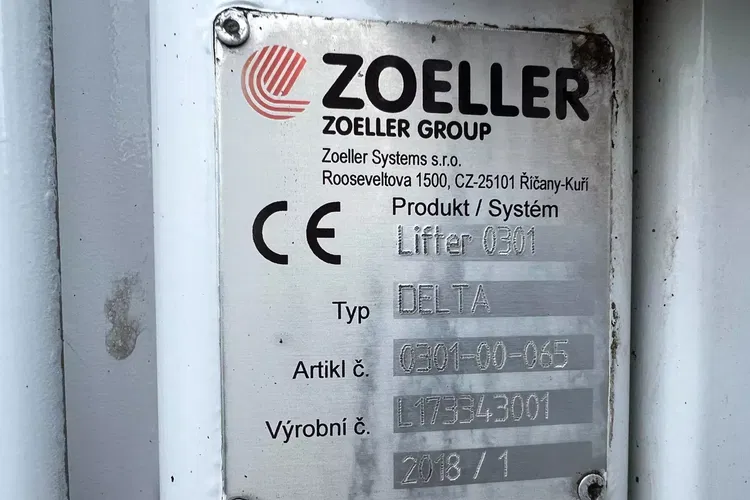 ZOELLER
ZOELLER GROUP
Zoeller Systems s.r.o.
Rooseveltova 1500, CZ-25101 Říčany-Kuří
CE
Produkt / Systém
Lifter 0301
Typ DELTA
Artikl č. 0301-00-065
Výrobní č. L173343001
2018 / 1